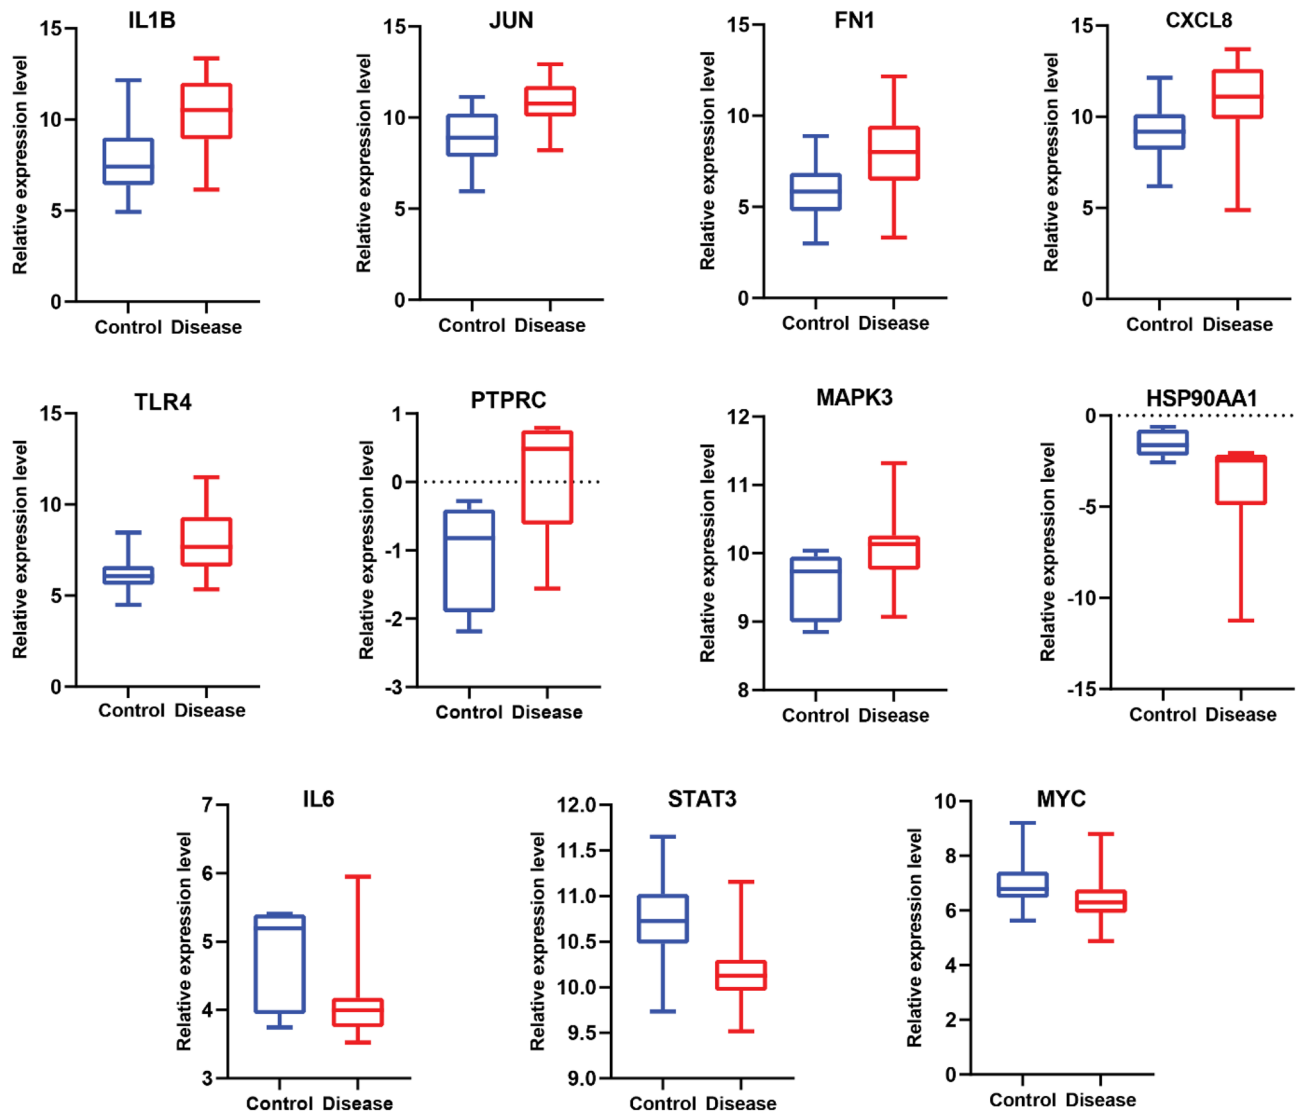 IL1B
Relative expression level
15
10
5
0
Control Disease
JUN
Relative expression level
15
10
5
0
Control Disease
FN1
Relative expression level
15
10
5
0
Control Disease
CXCL8
Relative expression level
15
10
5
0
Control Disease
TLR4
Relative expression level
15
10
5
0
Control Disease
PTPRC
Relative expression level
1
0
-1
-2
-3
Control Disease
MAPK3
Relative expression level
12
11
10
9
8
Control Disease
HSP90AA1
Relative expression level
0
-5
-10
-15
Control Disease
IL6
Relative expression level
7
6
5
4
3
Control Disease
STAT3
Relative expression level
12.0
11.5
11.0
10.5
10.0
9.5
9.0
Control Disease
MYC
Relative expression level
10
8
6
4
2
0
Control Disease